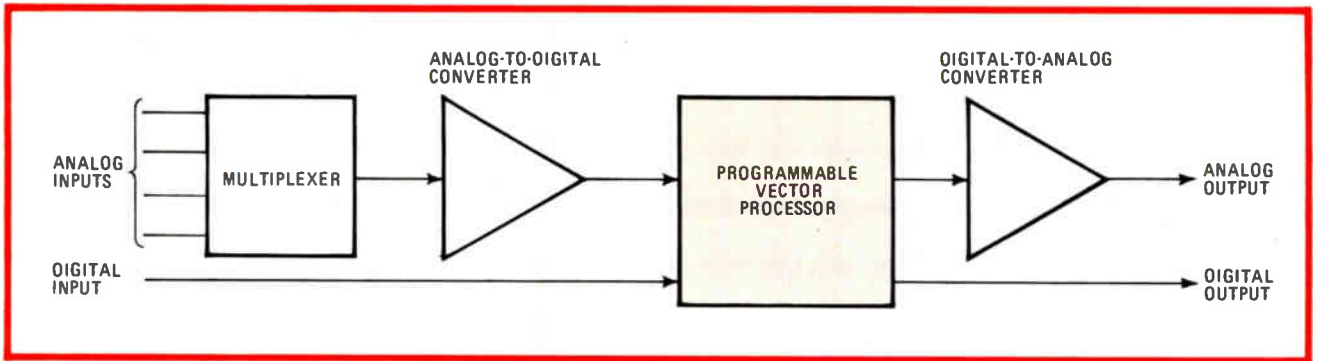 ANALOG-TO-OIGITAL
CONVERTER
OIGITAL-TO-ANALOG
CONVERTER
ANALOG
INPUTS
MULTIPLEXER
PROGRAMMABLE
VECTOR
PROCESSOR
ANALOG
OUTPUT
OIGITAL
INPUT
OIGITAL
OUTPUT